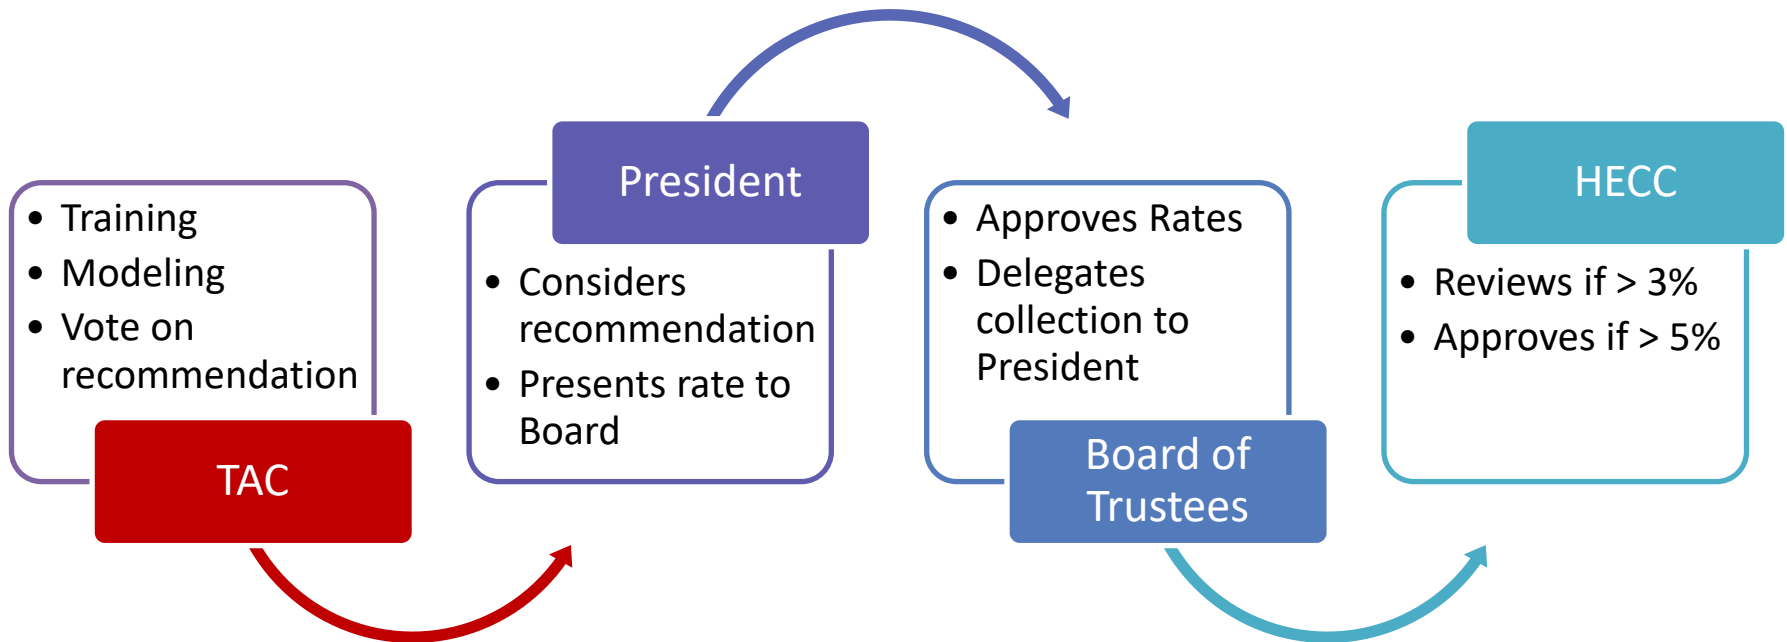 • Training
• Modeling
• Vote on
recommendation
TAC
President
• Considers
recommendation
• Presents rate to
Board
• Approves Rates
• Delegates
collection to
President
Board of
Trustees
HECC
• Reviews if > 3%
• Approves if > 5%